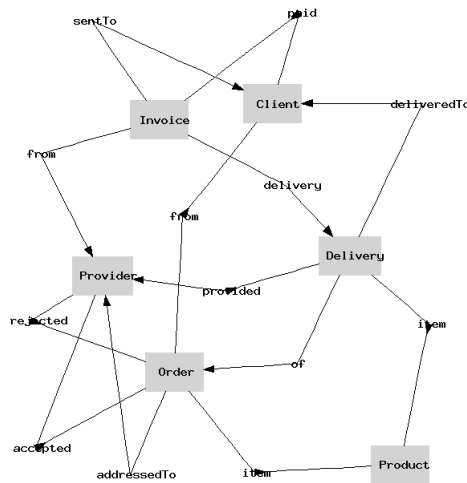 sentTo
paid
Client
deliveredTo
Invoice
from
delivery
from
Delivery
Provider
provided
rejected
item
Order
of
accepted
addressedTo
item
Product